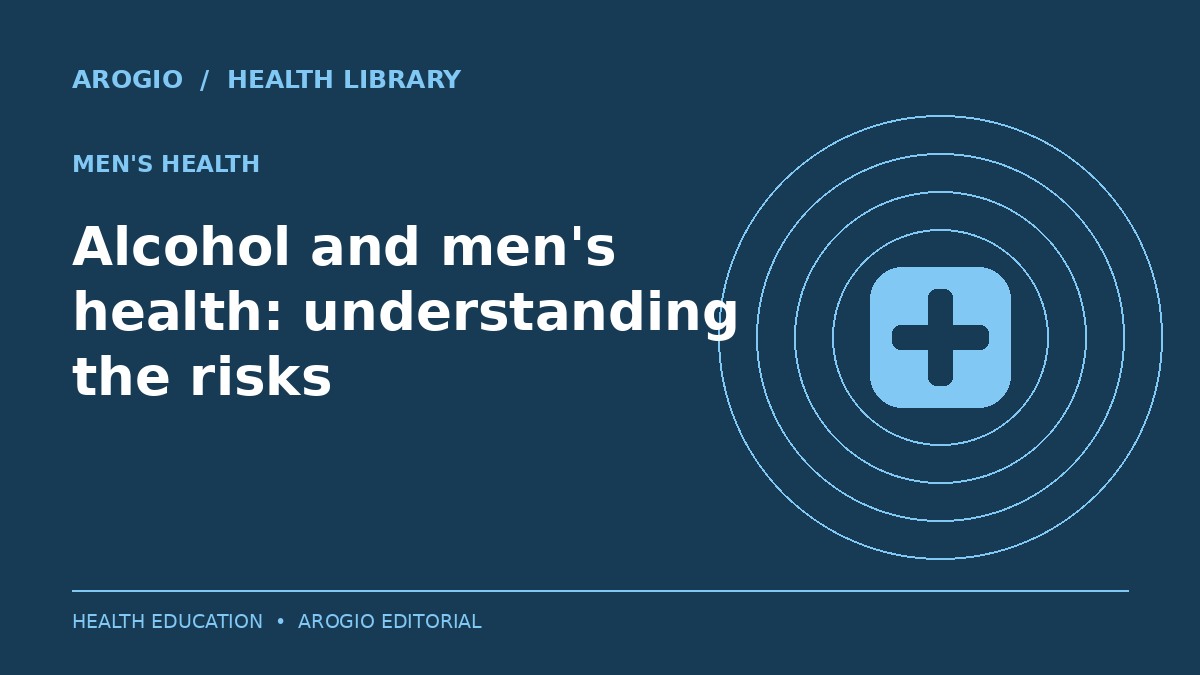 AROGIO / HEALTH LIBRARY
MEN'S HEALTH
Alcohol and men's
health: understanding
the risks
HEALTH EDUCATION • AROGIO EDITORIAL